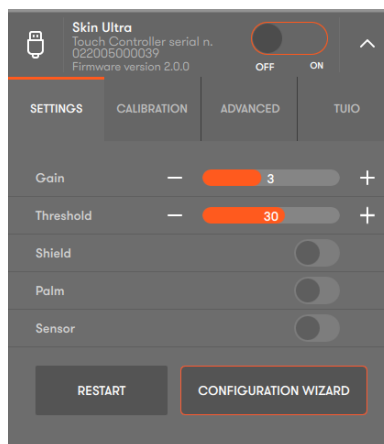 Skin Ultra
Touch Controller serial n.
022005000039
Firmware version 2.0.0
OFF ON
SETTINGS CALIBRATION ADVANCED TUIO
Gain — 3 +
Threshold — 30 +
Shield
Palm
Sensor
RESTART CONFIGURATION WIZARD